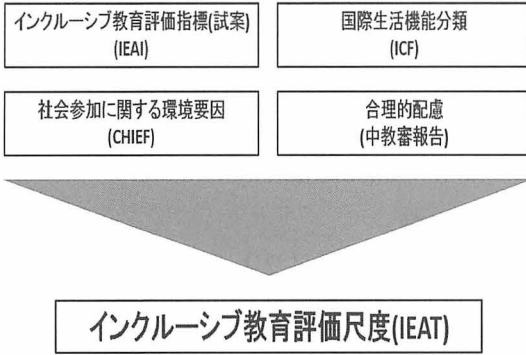 インクルーシブ教育評価指標(試案)
(IEAI)
国際生活機能分類
(ICF)
社会参加に関する環境要因
(CHIEF)
合理的配慮
(中教審報告)
インクルーシブ教育評価尺度(IEAT)